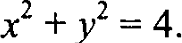 x² + y² = 4.